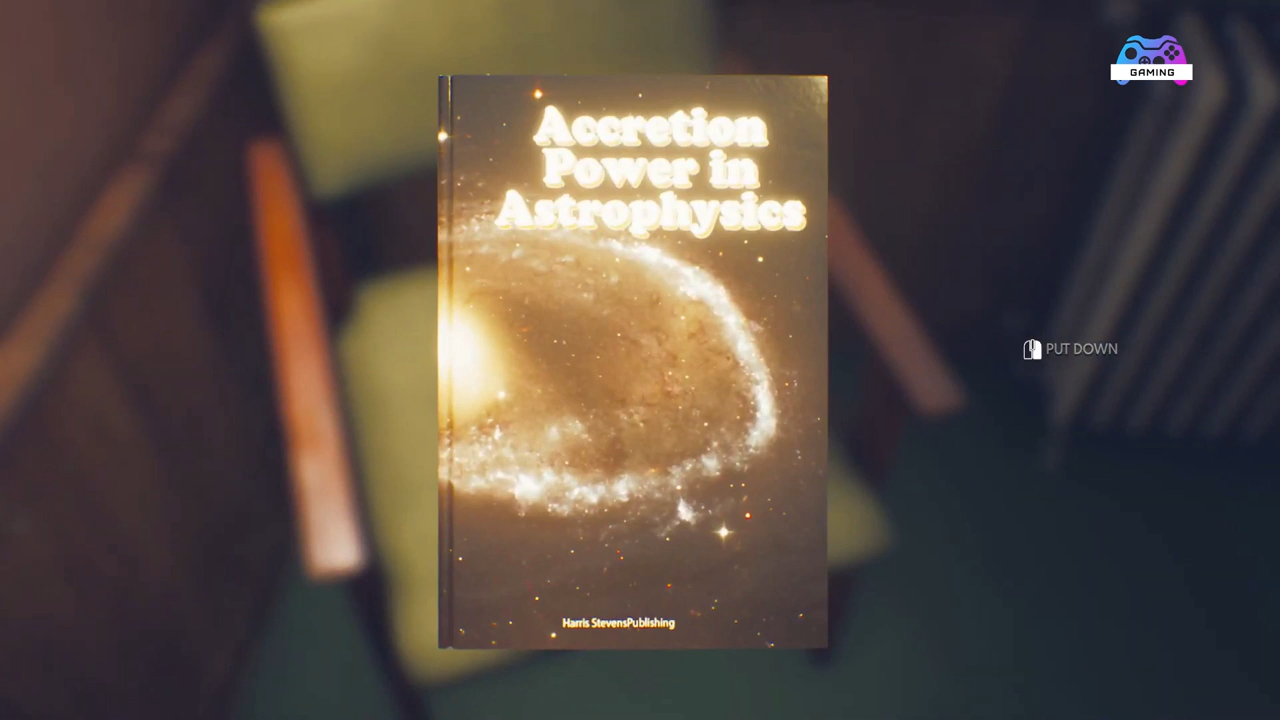 GAMING
Accretion
Power in
Astrophysics
PUT DOWN
Harris StevensPublishing